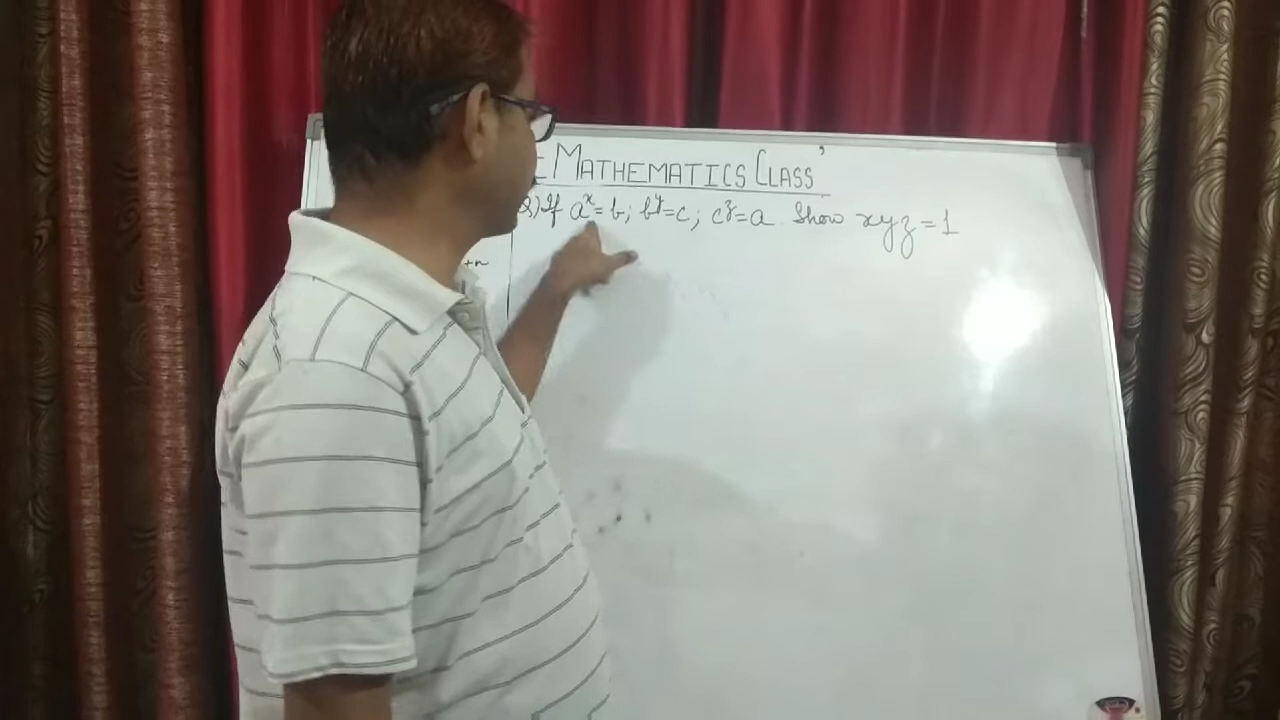 MATHEMATICS CLASS'
Q) If a^x = b; b^y = c; c^z = a Show xyz = 1
+n